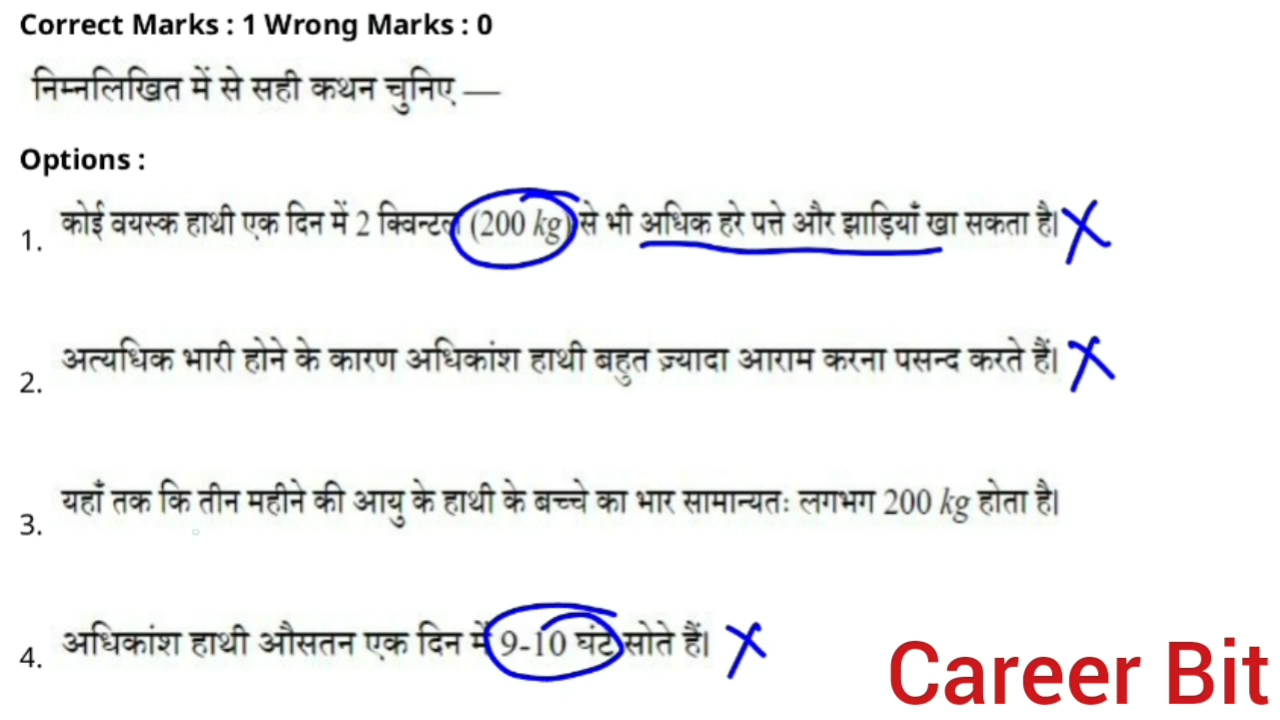 Correct Marks : 1 Wrong Marks : 0
निम्नलिखित में से सही कथन चुनिए —
Options :
1. कोई वयस्क हाथी एक दिन में 2 क्विन्टल (200 kg) से भी अधिक हरे पत्ते और झाड़ियाँ खा सकता है।
2. अत्यधिक भारी होने के कारण अधिकांश हाथी बहुत ज़्यादा आराम करना पसन्द करते हैं।
3. यहाँ तक कि तीन महीने की आयु के हाथी के बच्चे का भार सामान्यतः लगभग 200 kg होता है।
4. अधिकांश हाथी औसतन एक दिन में 9-10 घंटे सोते हैं।
Career Bit